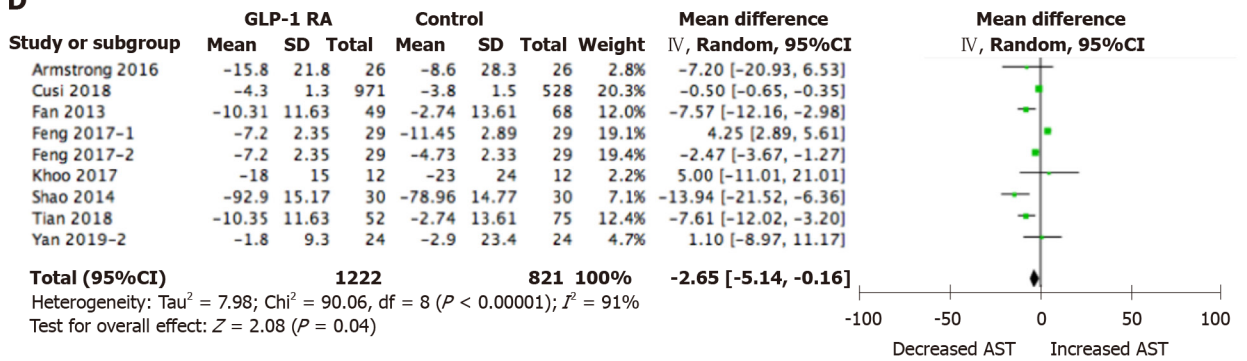 D
GLP-1 RA Control Mean difference Mean difference
Study or subgroup Mean SD Total Mean SD Total Weight IV, Random, 95%CI IV, Random, 95%CI
Armstrong 2016 −15.8 21.8 26 −8.6 28.3 26 2.8% −7.20 [−20.93, 6.53]
Cusi 2018 −4.3 1.3 971 −3.8 1.5 528 20.3% −0.50 [−0.65, −0.35]
Fan 2013 −10.31 11.63 49 −2.74 13.61 68 12.0% −7.57 [−12.16, −2.98]
Feng 2017−1 −7.2 2.35 29 −11.45 2.89 29 19.1% 4.25 [2.89, 5.61]
Feng 2017−2 −7.2 2.35 29 −4.73 2.33 29 19.4% −2.47 [−3.67, −1.27]
Khoo 2017 −18 15 12 −23 24 12 2.2% 5.00 [−11.01, 21.01]
Shao 2014 −92.9 15.17 30 −78.96 14.77 30 7.1% −13.94 [−21.52, −6.36]
Tian 2018 −10.35 11.63 52 −2.74 13.61 75 12.4% −7.61 [−12.02, −3.20]
Yan 2019−2 −1.8 9.3 24 −2.9 23.4 24 4.7% 1.10 [−8.97, 11.17]
Total (95%CI) 1222 821 100% -2.65 [-5.14, -0.16]
Heterogeneity: Tau² = 7.98; Chi² = 90.06, df = 8 (P < 0.00001); I² = 91%
Test for overall effect: Z = 2.08 (P = 0.04)
-100 -50 0 50 100
Decreased AST Increased AST